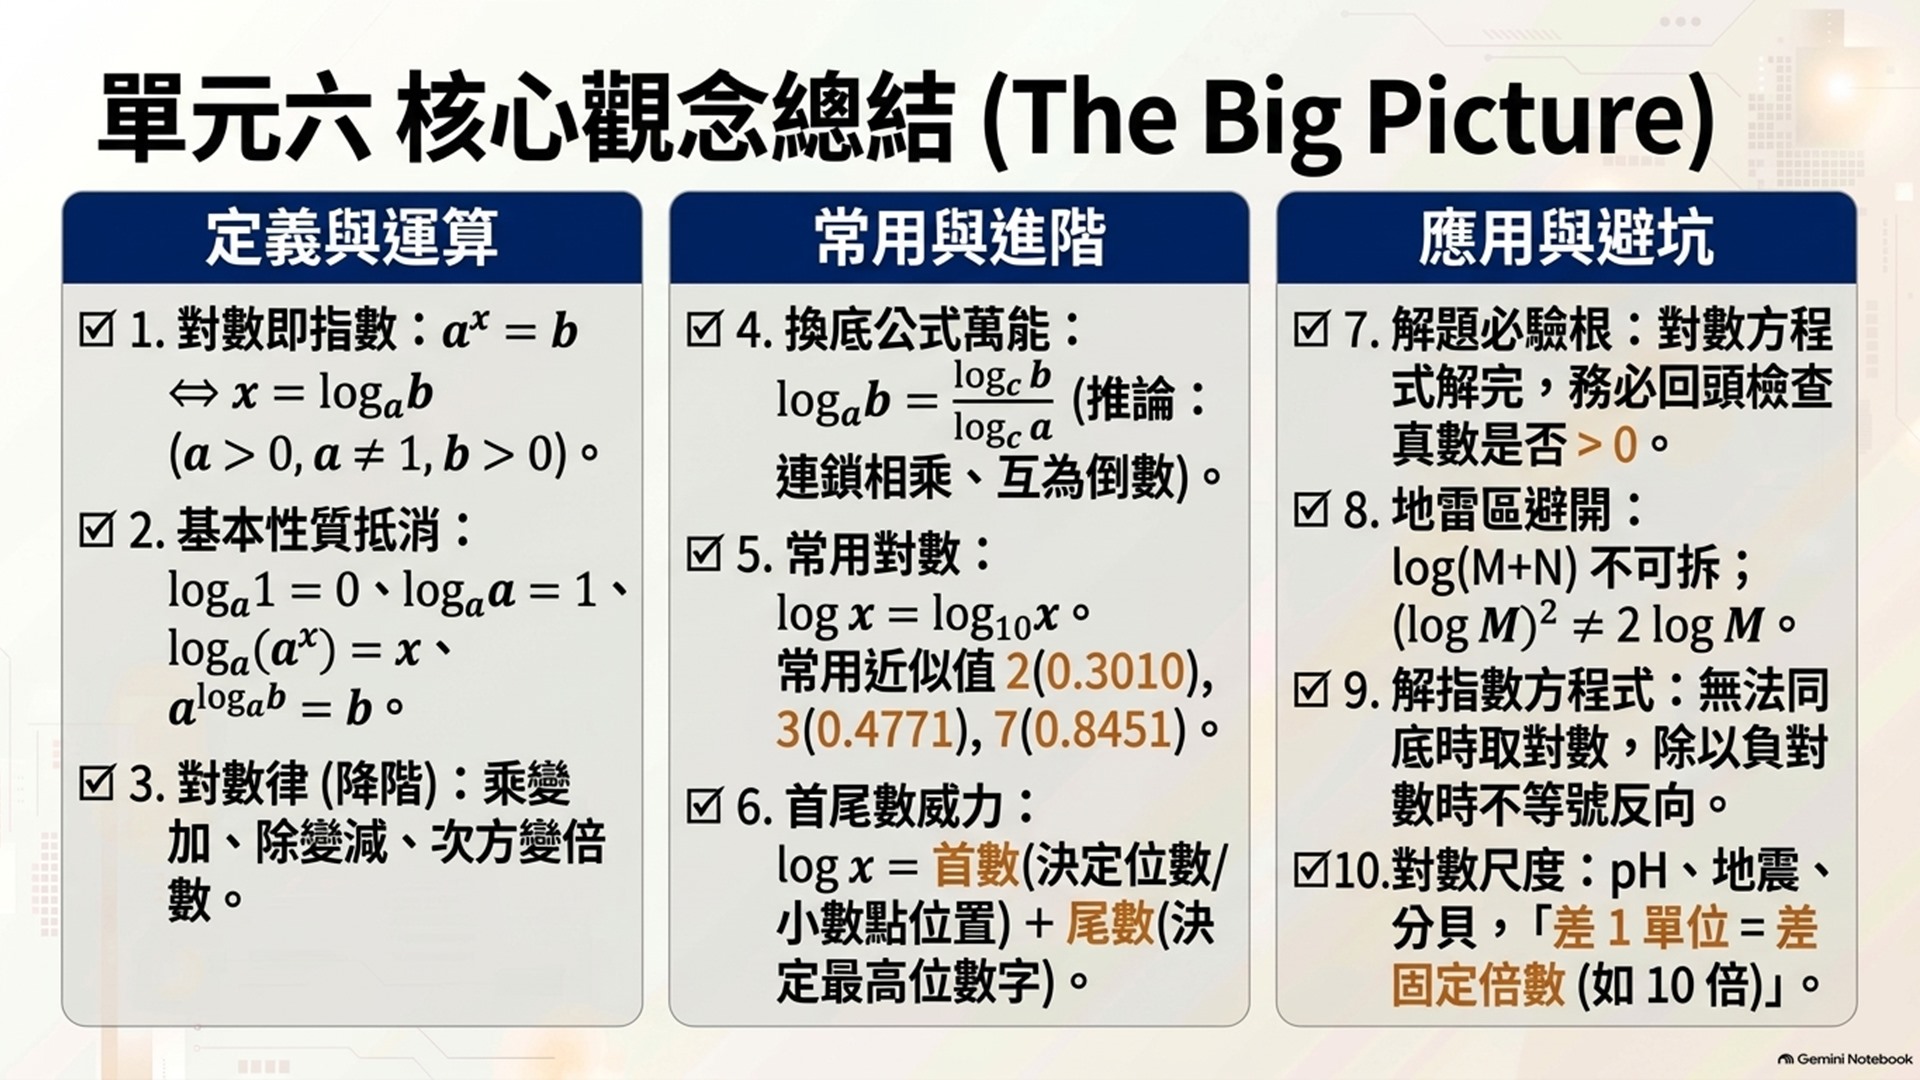 單元六 核心觀念總結 (The Big Picture)
定義與運算
☑ 1. 對數即指數：aˣ = b
⇔ x = logₐb
(a > 0, a ≠ 1, b > 0)。
☑ 2. 基本性質抵消：
logₐ1 = 0、logₐa = 1、
logₐ(aˣ) = x、
a^(logₐb) = b。
☑ 3. 對數律 (降階)：乘變
加、除變減、次方變倍
數。
常用與進階
☑ 4. 換底公式萬能：
logₐb = log_c b / log_c a (推論：
連鎖相乘、互為倒數)。
☑ 5. 常用對數：
log x = log₁₀x。
常用近似值 2(0.3010),
3(0.4771), 7(0.8451)。
☑ 6. 首尾數威力：
log x = 首數(決定位數/
小數點位置) + 尾數(決
定最高位數字)。
應用與避坑
☑ 7. 解題必驗根：對數方程
式解完，務必回頭檢查
真數是否 > 0。
☑ 8. 地雷區避開：
log(M+N) 不可拆；
(log M)² ≠ 2 log M。
☑ 9. 解指數方程式：無法同
底時取對數，除以負對
數時不等號反向。
☑10.對數尺度：pH、地震、
分貝，「差 1 單位 = 差
固定倍數 (如 10 倍)」。
Gemini Notebook